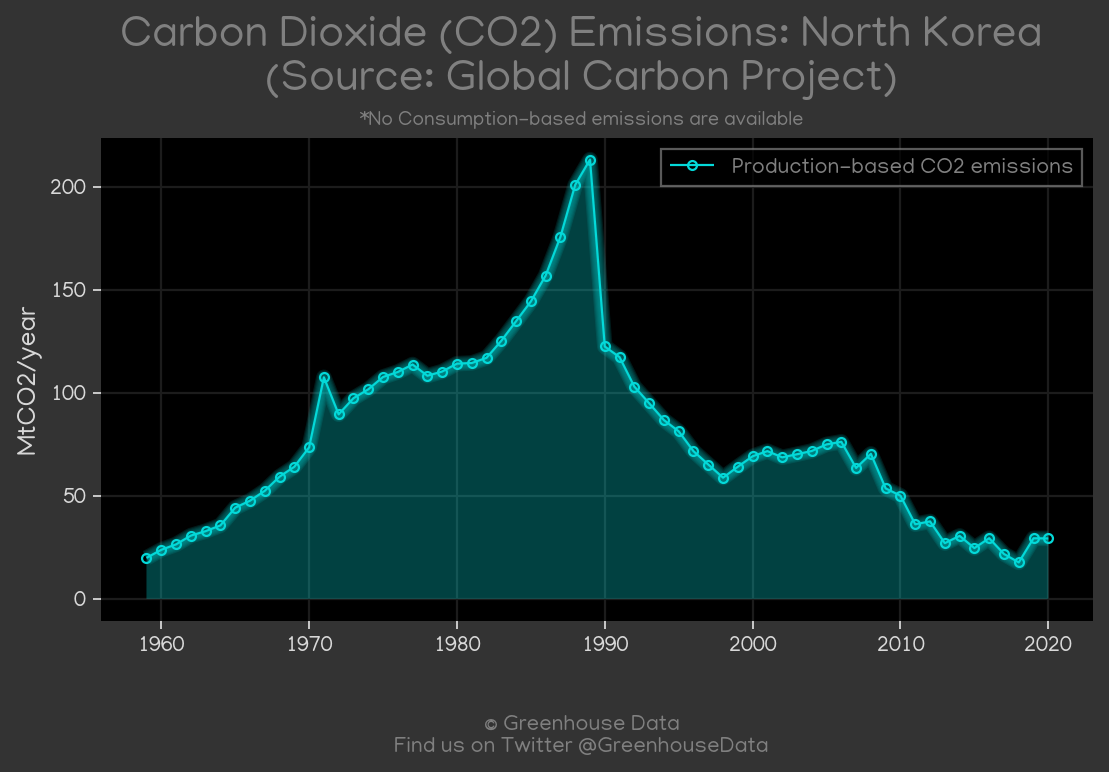 Carbon Dioxide (CO2) Emissions: North Korea
(Source: Global Carbon Project)
*No Consumption-based emissions are available
Production-based CO2 emissions
MtCO2/year
200
150
100
50
0
1960 1970 1980 1990 2000 2010 2020
© Greenhouse Data
Find us on Twitter @GreenhouseData